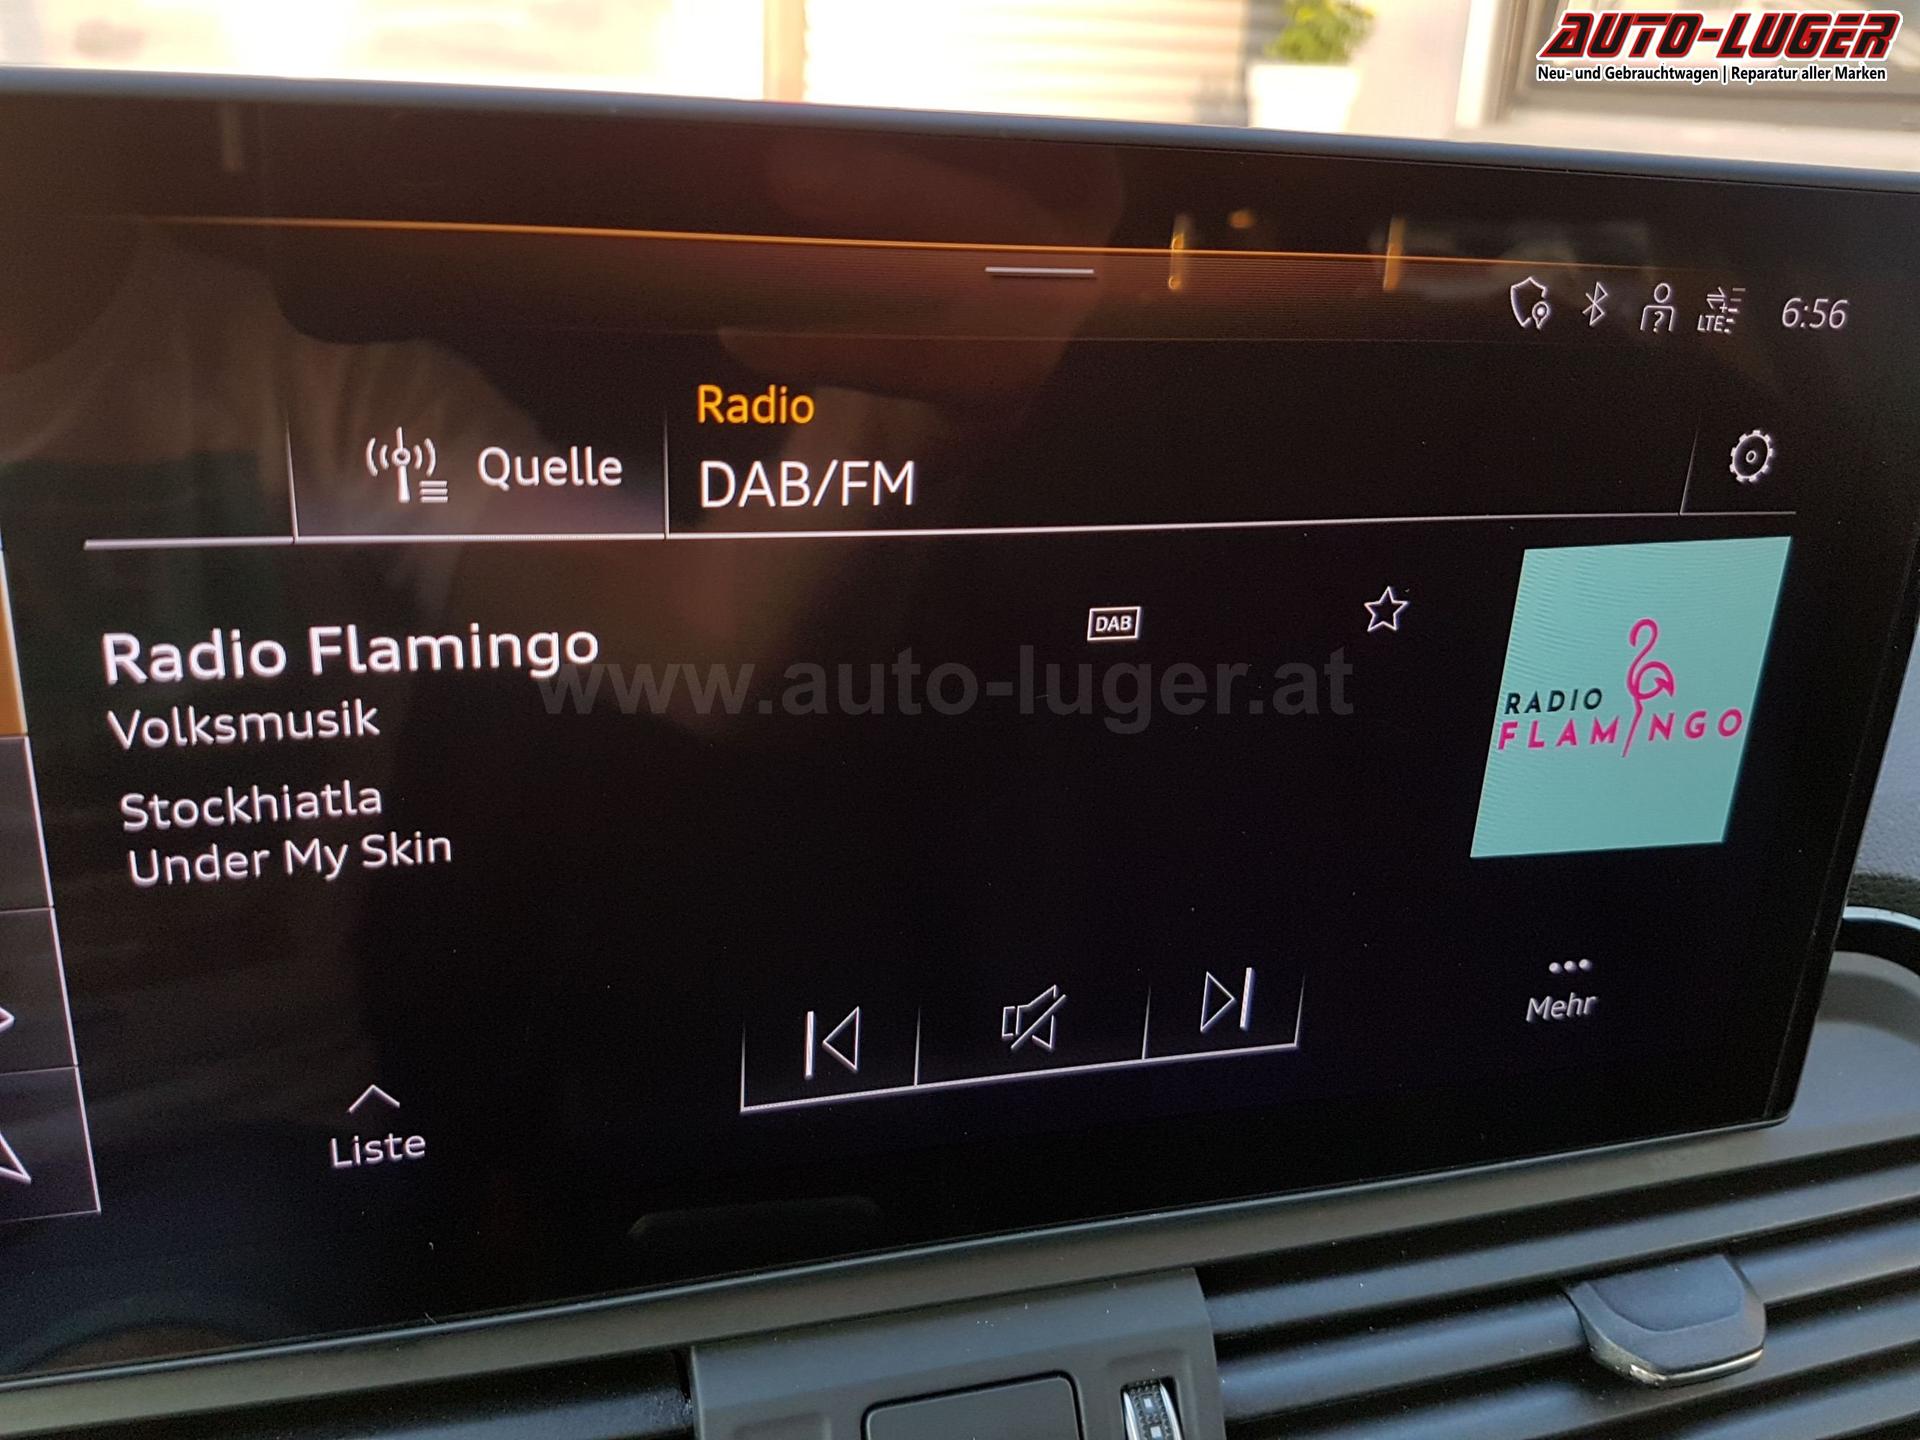 AUTO-LUGER
Neu- und Gebrauchtwagen | Reparatur aller Marken
LTE
6:56
Radio
Quelle
DAB/FM
Radio Flamingo
DAB
Volksmusik
www.auto-luger.at
RADIO
FLAMINGO
Stockhiatla
Under My Skin
Mehr
Liste